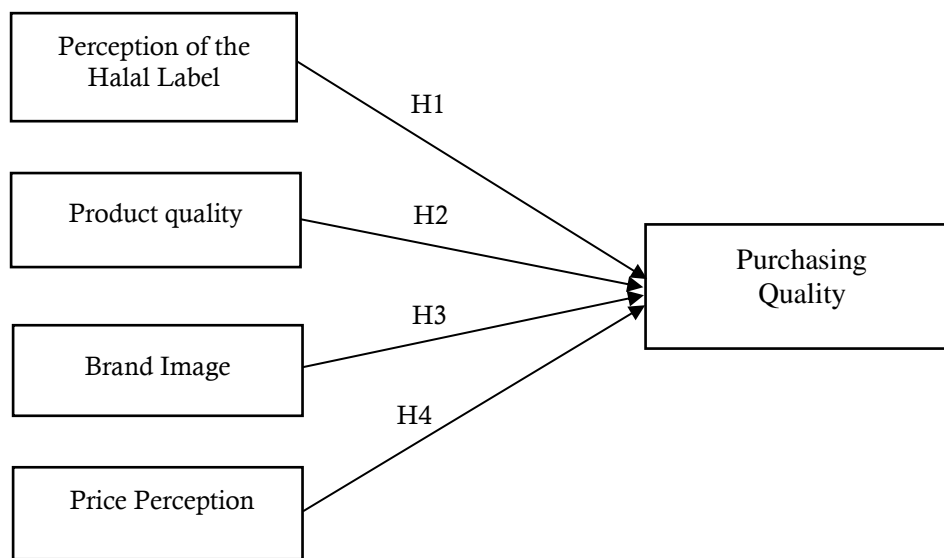 Perception of the
Halal Label
H1
Product quality
H2
Purchasing
Quality
H3
Brand Image
H4
Price Perception